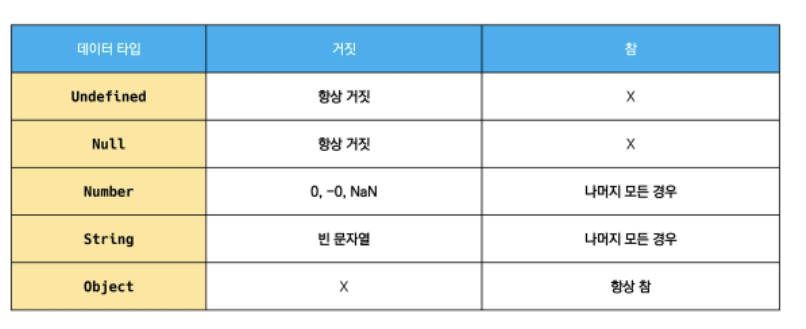 데이터 타입 거짓 참
Undefined 항상 거짓 X
Null 항상 거짓 X
Number 0, -0, NaN 나머지 모든 경우
String 빈 문자열 나머지 모든 경우
Object X 항상 참